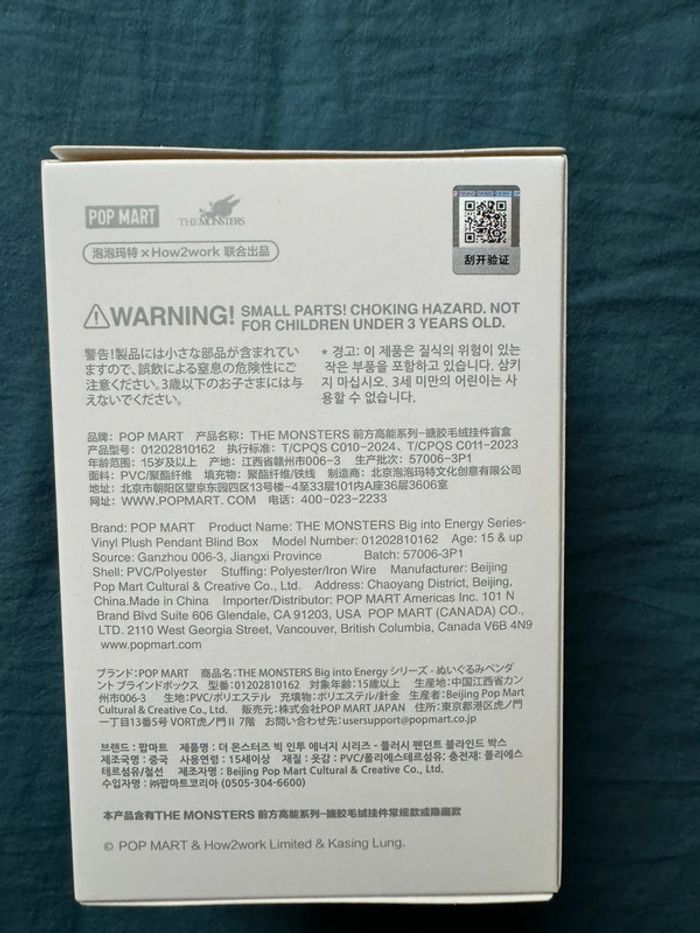 POP MART
THE MONSTERS
泡泡玛特×How2work 联合出品
刮开验证
WARNING! SMALL PARTS! CHOKING HAZARD. NOT
FOR CHILDREN UNDER 3 YEARS OLD.
警告!製品には小さな部品が含まれてい
ますので、誤飲による窒息の危険性にご
注意ください。3歳以下のお子さまには与
えないでください。
* 경고: 이 제품은 질식의 위험이 있는
작은 부품을 포함하고 있습니다. 삼키
지 마십시오. 3세 미만의 어린이는 사
용할 수 없습니다.
品牌：POP MART 产品名称：THE MONSTERS 前方高能系列-搪胶毛绒挂件盲盒
产品型号：01202810162 执行标准：T/CPQS C010-2024、T/CPQS C011-2023
年龄范围：15岁及以上 产地：江西省赣州市006-3 生产批次：57006-3P1
面料：PVC/聚酯纤维 填充物：聚酯纤维/铁线 制造商：北京泡泡玛特文化创意有限公司
地址：北京市朝阳区望京东园四区13号楼-4至33层101内A座36层3606室
网址：WWW.POPMART.COM 电话：400-023-2233
Brand: POP MART Product Name: THE MONSTERS Big into Energy Series-
Vinyl Plush Pendant Blind Box Model Number: 01202810162 Age: 15 & up
Source: Ganzhou 006-3, Jiangxi Province Batch: 57006-3P1
Shell: PVC/Polyester Stuffing: Polyester/Iron Wire Manufacturer: Beijing
Pop Mart Cultural & Creative Co., Ltd. Address: Chaoyang District, Beijing,
China.Made in China Importer/Distributor: POP MART Americas Inc. 101 N
Brand Blvd Suite 606 Glendale, CA 91203, USA POP MART (CANADA) CO.,
LTD. 2110 West Georgia Street, Vancouver, British Columbia, Canada V6B 4N9
www.popmart.com
ブランド：POP MART 商品名：THE MONSTERS Big into Energy シリーズ - ぬいぐるみペンダ
ント ブラインドボックス 型番：01202810162 対象年齢：15歳以上 生産地：中国江西省カン
州市006-3 生地：PVC/ポリエステル 充填物：ポリエステル/針金 生産者：Beijing Pop Mart
Cultural & Creative Co., Ltd. 販売元：株式会社POP MART JAPAN 住所：東京都港区虎ノ門
一丁目13番5号 VORT虎ノ門II 7階 お問い合わせ先：usersupport@popmart.co.jp
브랜드 : 팝마트 제품명 : 더 몬스터즈 빅 인투 에너지 시리즈 - 플러시 펜던트 블라인드 박스
제조국명 : 중국 사용연령 : 15세이상 재질 : 옷감 : PVC/폴리에스테르섬유; 충전재: 폴리에스
테르섬유/철선 제조자명 : Beijing Pop Mart Cultural & Creative Co., Ltd.
수입자명 : ㈜팝마트코리아 (0505-304-6600)
本产品含有THE MONSTERS 前方高能系列-搪胶毛绒挂件常规款或隐藏款
© POP MART & How2work Limited & Kasing Lung.